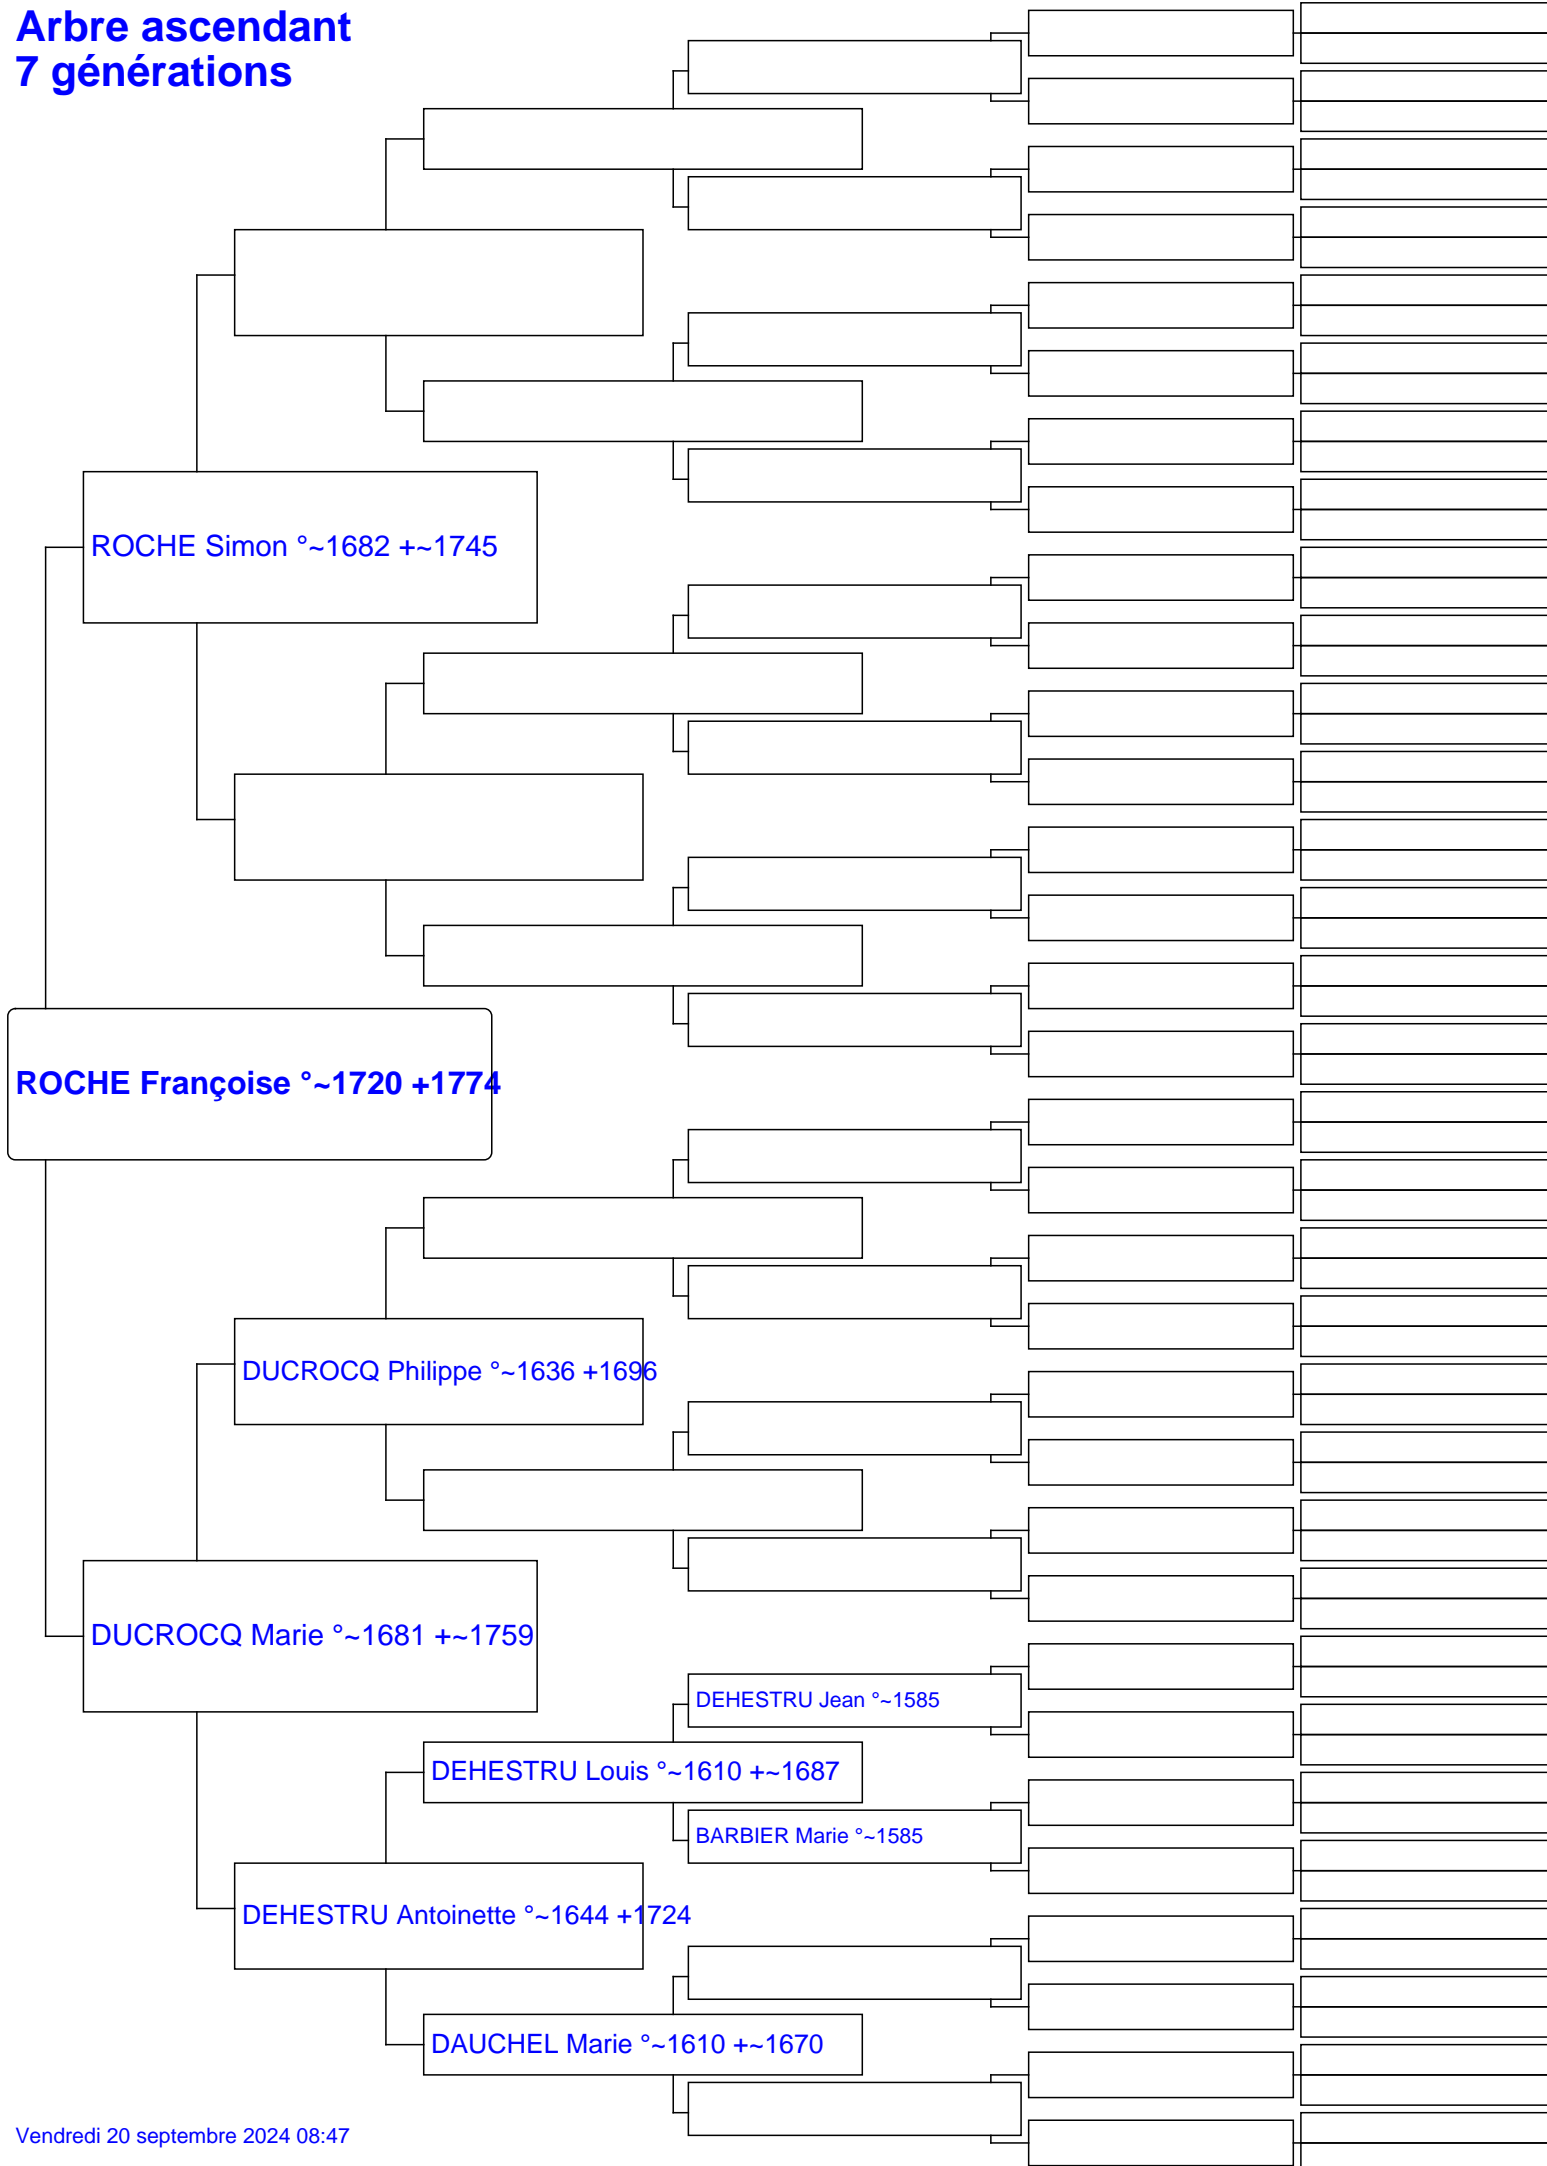 Arbre ascendant
7 générations
ROCHE Simon °~1682 +~1745
ROCHE Françoise °~1720 +1774
DUCROCQ Philippe °~1636 +1696
DUCROCQ Marie °~1681 +~1759
DEHESTRU Jean °~1585
DEHESTRU Louis °~1610 +~1687
BARBIER Marie °~1585
DEHESTRU Antoinette °~1644 +1724
DAUCHEL Marie °~1610 +~1670
Vendredi 20 septembre 2024 08:47